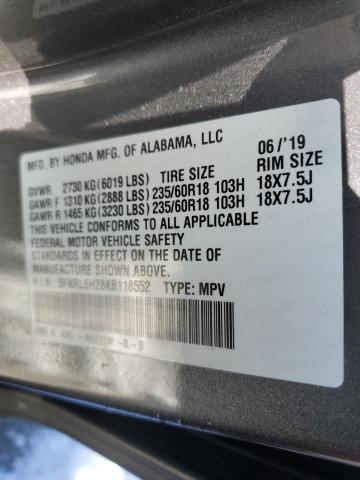 MFD. BY HONDA MFG. OF ALABAMA, LLC 06/'19
GVWR 2730 KG(6019 LBS) TIRE SIZE RIM SIZE
GAWR F 1310 KG(2888 LBS)235/60R18 103H 18X7.5J
GAWR R 1465 KG(3230 LBS)235/60R18 103H 18X7.5J
THIS VEHICLE CONFORMS TO ALL APPLICABLE
FEDERAL MOTOR VEHICLE SAFETY
STANDARDS IN EFFECT ON THE DATE OF
MANUFACTURE SHOWN ABOVE.
V.I.N.: 5FNRL6H28KB118552 TYPE: MPV